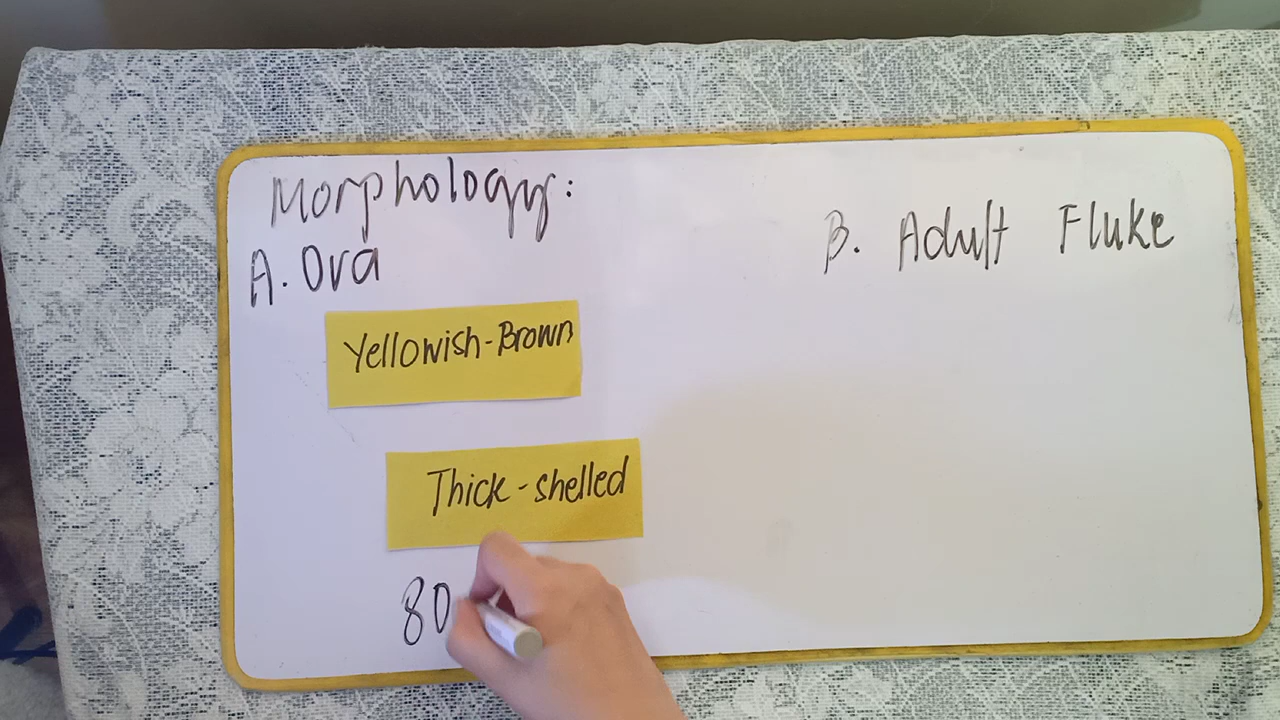 Morphology:
A. Ova
B. Adult Fluke
Yellowish-Brown
Thick-shelled
80